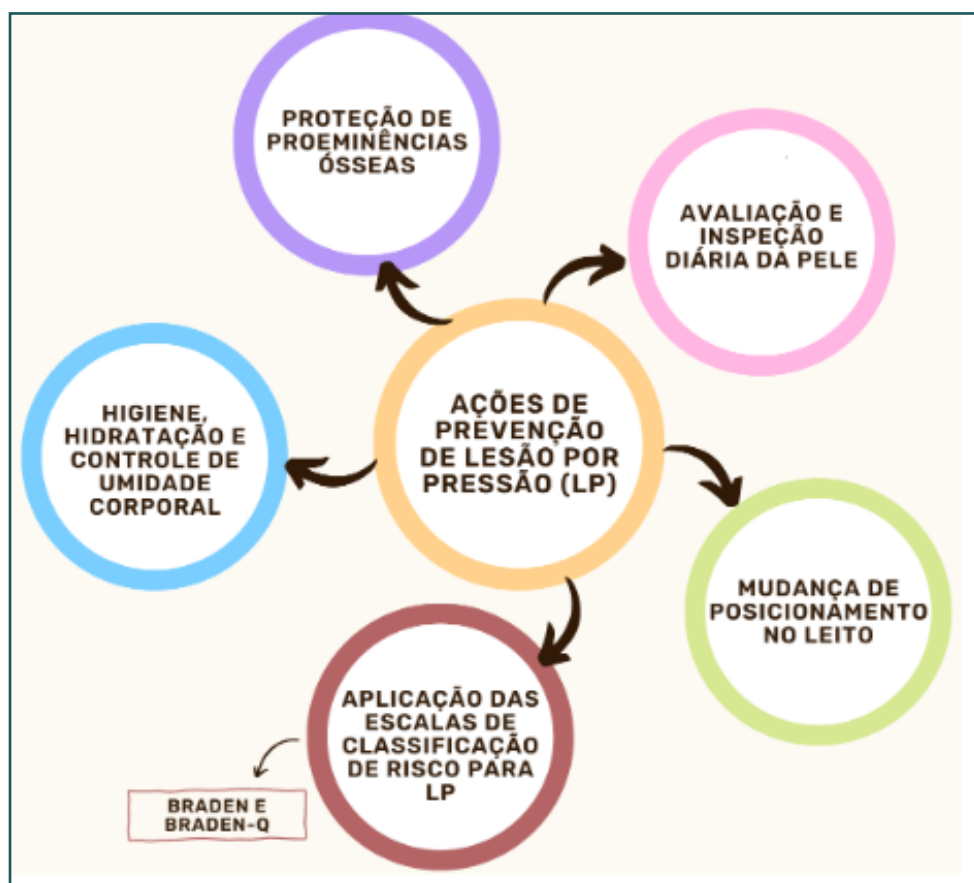 PROTEÇÃO DE
PROEMINÊNCIAS
ÓSSEAS
AVALIAÇÃO E
INSPEÇÃO
DIÁRIA DA PELE
AÇÕES DE
PREVENÇÃO
DE LESÃO POR
PRESSÃO (LP)
HIGIENE,
HIDRATAÇÃO E
CONTROLE DE
UMIDADE
CORPORAL
MUDANÇA DE
POSICIONAMENTO
NO LEITO
APLICAÇÃO DAS
ESCALAS DE
CLASSIFICAÇÃO
DE RISCO PARA
LP
BRADEN E
BRADEN-Q